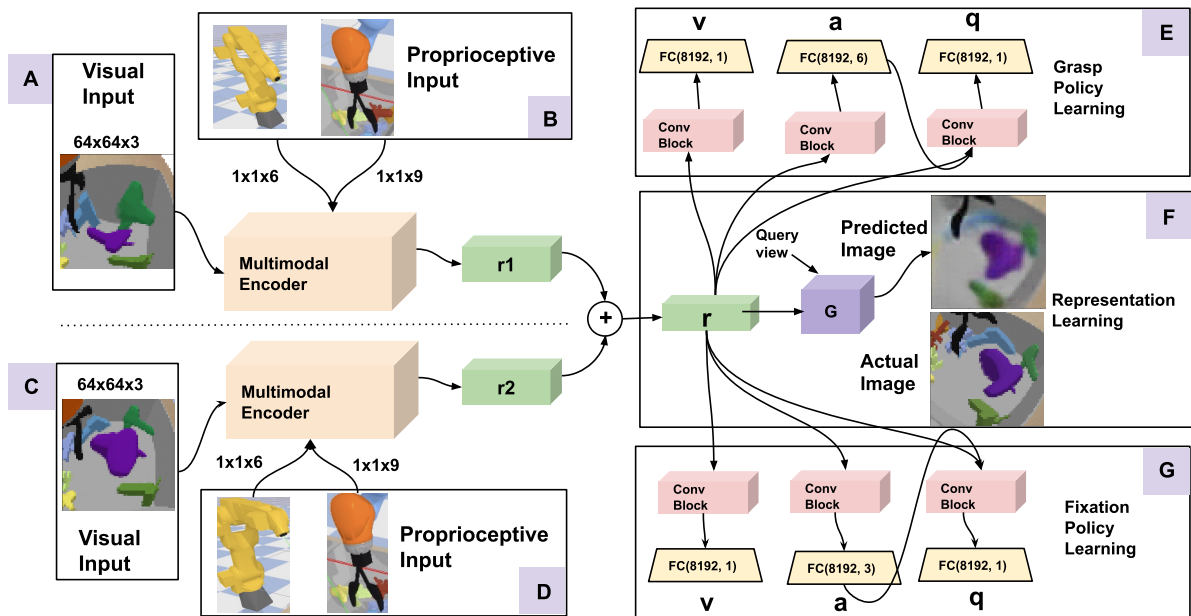 A
Visual
Input
64x64x3
Proprioceptive
Input
B
1x1x6
1x1x9
Multimodal
Encoder
r1
C
64x64x3
Visual
Input
Multimodal
Encoder
r2
1x1x6
1x1x9
Proprioceptive
Input
D
+
r
v
a
q
E
FC(8192, 1)
FC(8192, 6)
FC(8192, 1)
Grasp
Policy
Learning
Conv
Block
Conv
Block
Conv
Block
F
Query
view
Predicted
Image
G
Representation
Learning
Actual
Image
G
Conv
Block
Conv
Block
Conv
Block
Fixation
Policy
Learning
FC(8192, 1)
FC(8192, 3)
FC(8192, 1)
v
a
q